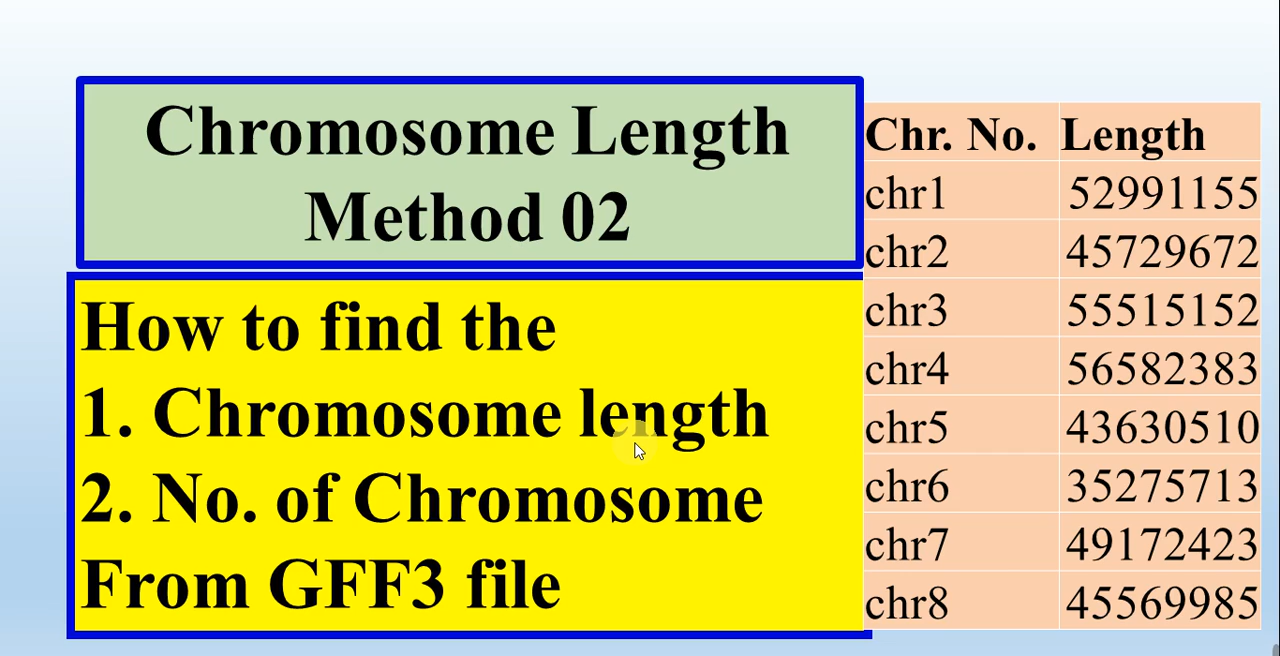 Chromosome Length
Method 02
How to find the
1. Chromosome length
2. No. of Chromosome
From GFF3 file
Chr. No. Length
chr1 52991155
chr2 45729672
chr3 55515152
chr4 56582383
chr5 43630510
chr6 35275713
chr7 49172423
chr8 45569985